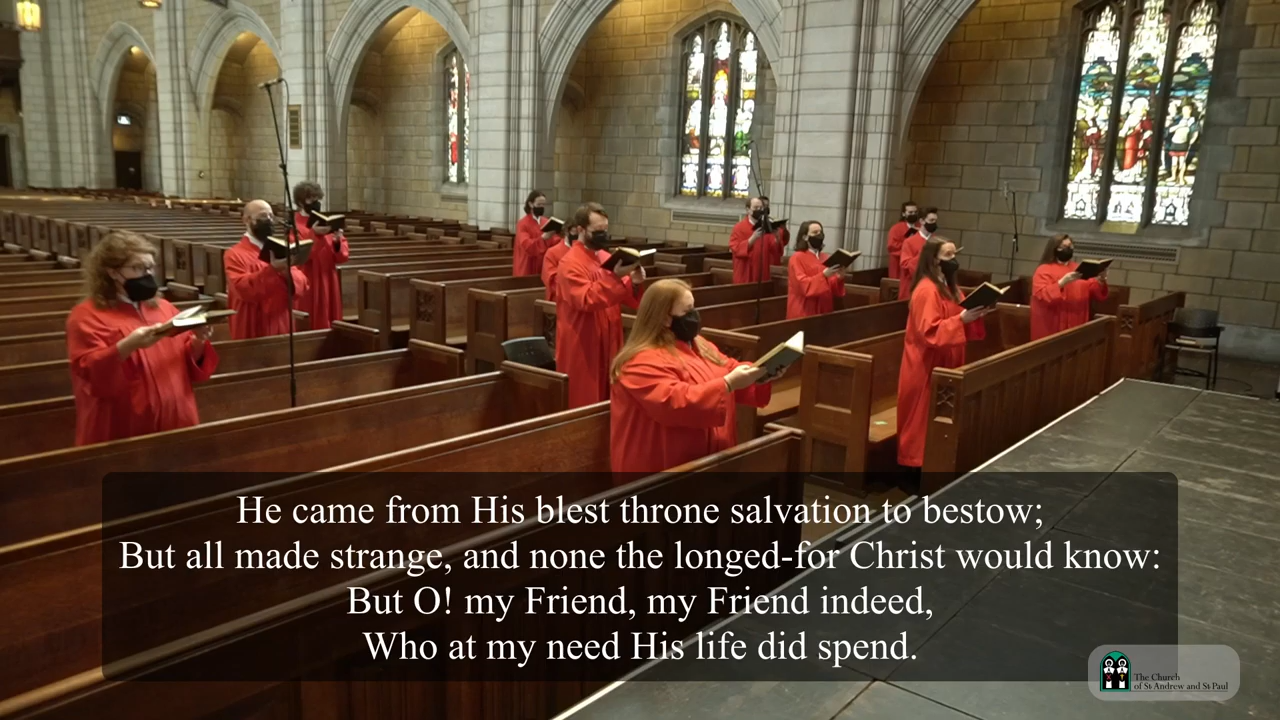 He came from His blest throne salvation to bestow;
But all made strange, and none the longed-for Christ would know:
But O! my Friend, my Friend indeed,
Who at my need His life did spend.
The Church
of St Andrew and St Paul